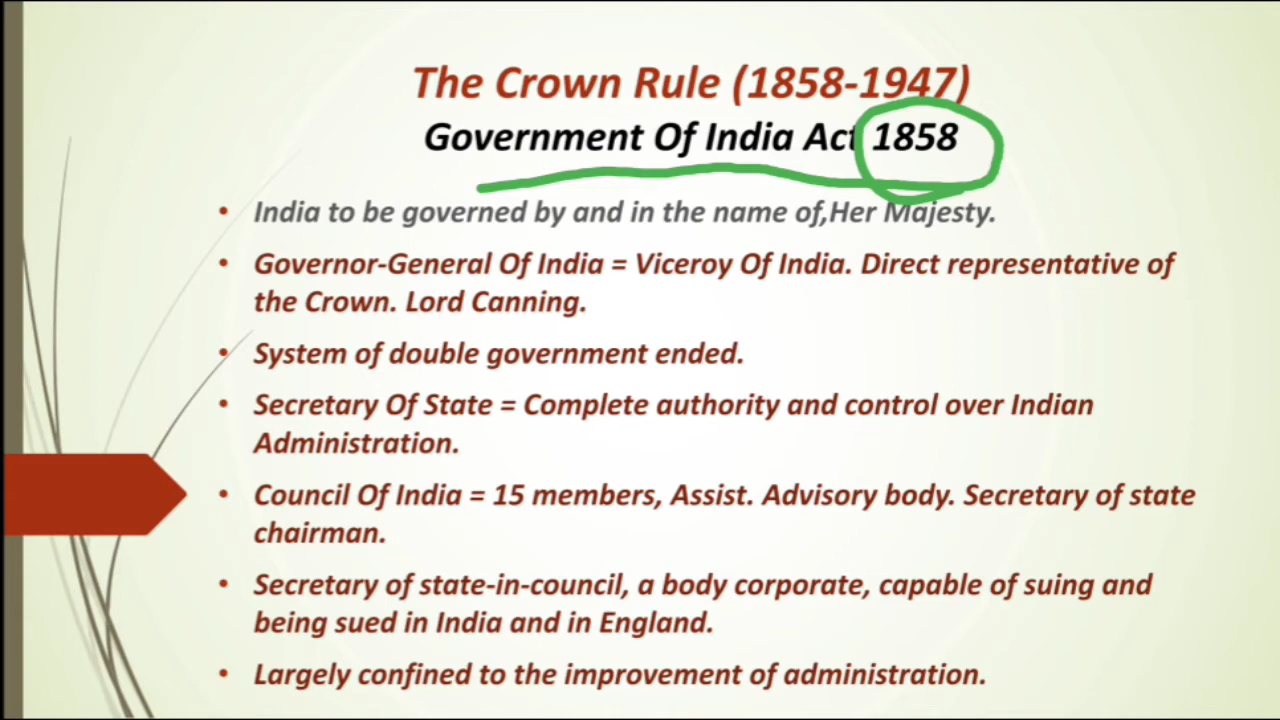 The Crown Rule (1858-1947)
Government Of India Act 1858
• India to be governed by and in the name of,Her Majesty.
• Governor-General Of India = Viceroy Of India. Direct representative of
the Crown. Lord Canning.
• System of double government ended.
• Secretary Of State = Complete authority and control over Indian
Administration.
• Council Of India = 15 members, Assist. Advisory body. Secretary of state
chairman.
• Secretary of state-in-council, a body corporate, capable of suing and
being sued in India and in England.
• Largely confined to the improvement of administration.